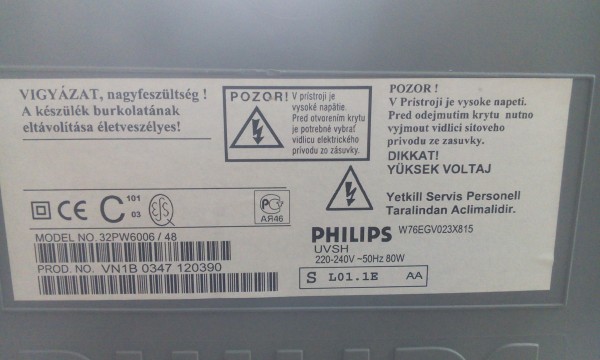 VIGYÁZAT, nagyfeszültség !
A készülék burkolatának
eltávolítása életveszélyes!
POZOR!
V pristroji je
vysoké napätie.
Pred otvorením krytu
je potrebné vybrať
vidlicu elektrického
prívodu zo zásuvky.
POZOR !
V Pristroji je vysoke napeti.
Pred odejmutim krytu nutno
vyjmout vidlici sitoveho
privodu ze zasuvky.
DIKKAT!
YÜKSEK VOLTAJ
Yetkill Servis Personell
Taralindan Aclimalidir.
CE C 101 03
PC
АЯ46
MODEL NO. 32PW6006 / 48
PROD. NO. VN1B 0347 120390
PHILIPS W76EGV023X815
UVSH
220-240V ~50Hz 80W
S L01.1E AA